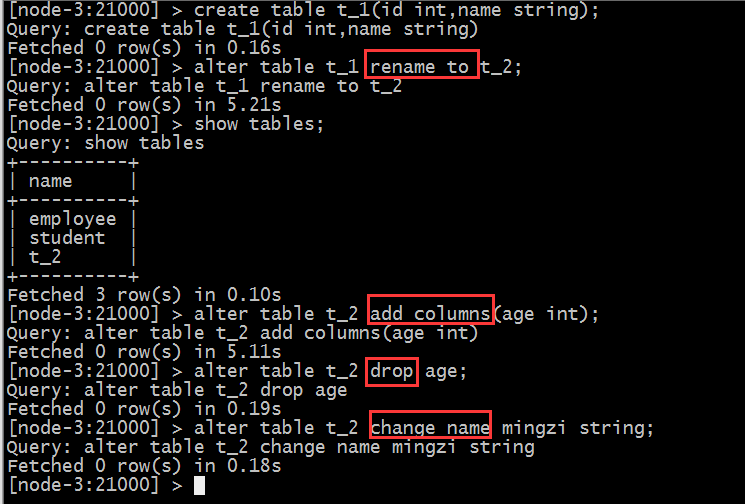 [node-3:21000] > create table t_1(id int,name string);
Query: create table t_1(id int,name string)
Fetched 0 row(s) in 0.16s
[node-3:21000] > alter table t_1 rename to t_2;
Query: alter table t_1 rename to t_2
Fetched 0 row(s) in 5.21s
[node-3:21000] > show tables;
Query: show tables
+----------+
| name     |
+----------+
| employee |
| student  |
| t_2      |
+----------+
Fetched 3 row(s) in 0.10s
[node-3:21000] > alter table t_2 add columns(age int);
Query: alter table t_2 add columns(age int)
Fetched 0 row(s) in 5.11s
[node-3:21000] > alter table t_2 drop age;
Query: alter table t_2 drop age
Fetched 0 row(s) in 0.19s
[node-3:21000] > alter table t_2 change name mingzi string;
Query: alter table t_2 change name mingzi string
Fetched 0 row(s) in 0.18s
[node-3:21000] >